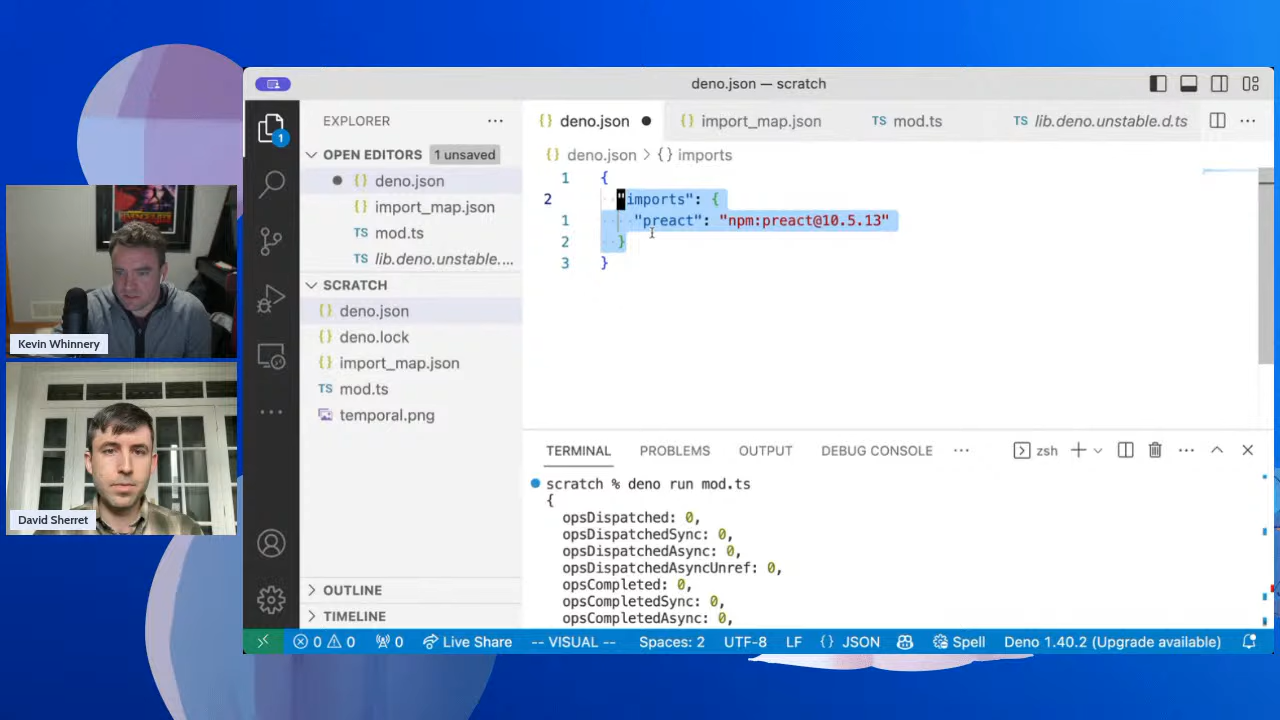 deno.json — scratch
EXPLORER
OPEN EDITORS 1 unsaved
deno.json
import_map.json
mod.ts
lib.deno.unstable....
SCRATCH
deno.json
deno.lock
import_map.json
TS mod.ts
temporal.png
OUTLINE
TIMELINE
1
deno.json
import_map.json
TS mod.ts
TS lib.deno.unstable.d.ts
{} deno.json > {} imports
1 {
2 "imports": {
1 "preact": "npm:preact@10.5.13"
2 }
3 }
TERMINAL PROBLEMS OUTPUT DEBUG CONSOLE ··· zsh
scratch % deno run mod.ts
{
opsDispatched: 0,
opsDispatchedSync: 0,
opsDispatchedAsync: 0,
opsDispatchedAsyncUnref: 0,
opsCompleted: 0,
opsCompletedSync: 0,
opsCompletedAsync: 0,
0 0 0 Live Share -- VISUAL -- Spaces: 2 UTF-8 LF {} JSON Spell Deno 1.40.2 (Upgrade available)
Kevin Whinnery
David Sherret